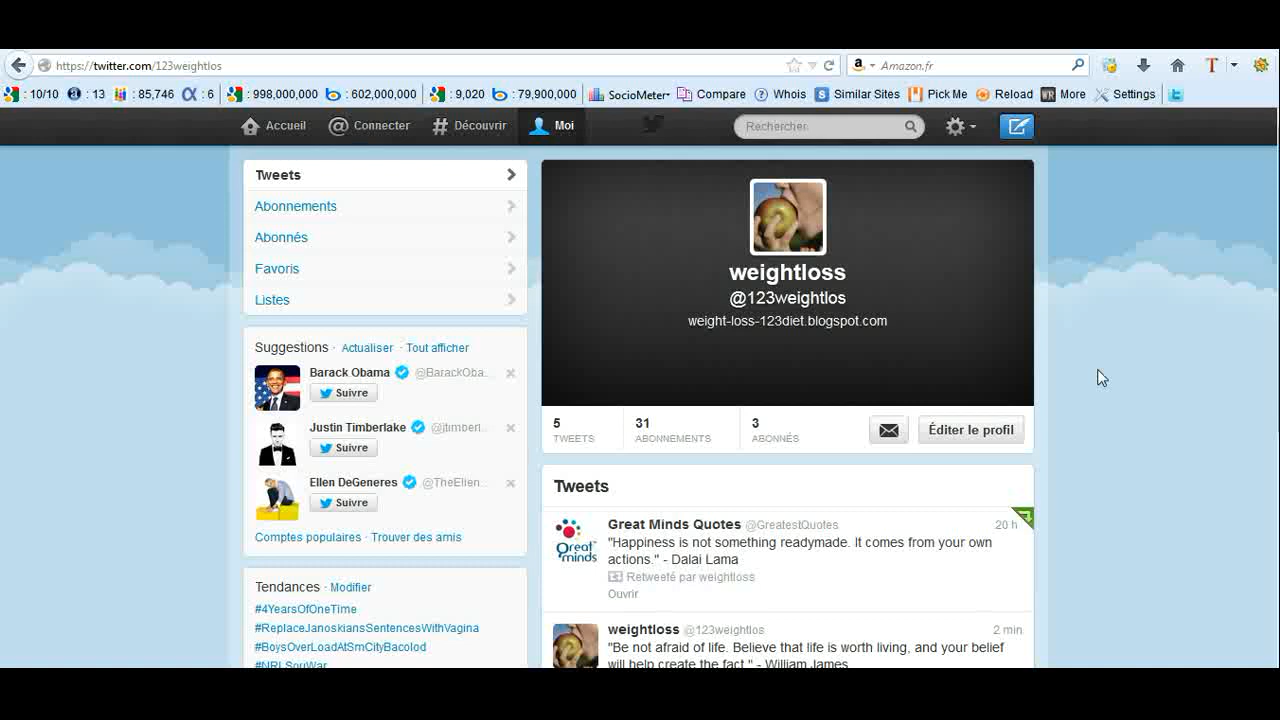 https://twitter.com/123weightlos
Amazon.fr
: 10/10 : 13 : 85,746 : 6 : 998,000,000 : 602,000,000 : 9,020 : 79,900,000 SocioMeter Compare Whois Similar Sites Pick Me Reload More Settings
Accueil Connecter Découvrir Moi Rechercher
Tweets
Abonnements
Abonnés
Favoris
Listes
Suggestions · Actualiser · Tout afficher
Barack Obama @BarackOba...
Suivre
Justin Timberlake @jtimberl...
Suivre
Ellen DeGeneres @TheEllen...
Suivre
Comptes populaires · Trouver des amis
Tendances · Modifier
#4YearsOfOneTime
#ReplaceJanoskiansSentencesWithVagina
#BoysOverLoadAtSmCityBacolod
#NRLSouWar
weightloss
@123weightlos
weight-loss-123diet.blogspot.com
5 31 3
TWEETS ABONNEMENTS ABONNÉS
Éditer le profil
Tweets
great minds
Great Minds Quotes @GreatestQuotes 20 h
"Happiness is not something readymade. It comes from your own
actions." - Dalai Lama
Retweeté par weightloss
Ouvrir
weightloss @123weightlos 2 min
"Be not afraid of life. Believe that life is worth living, and your belief
will help create the fact." - William James